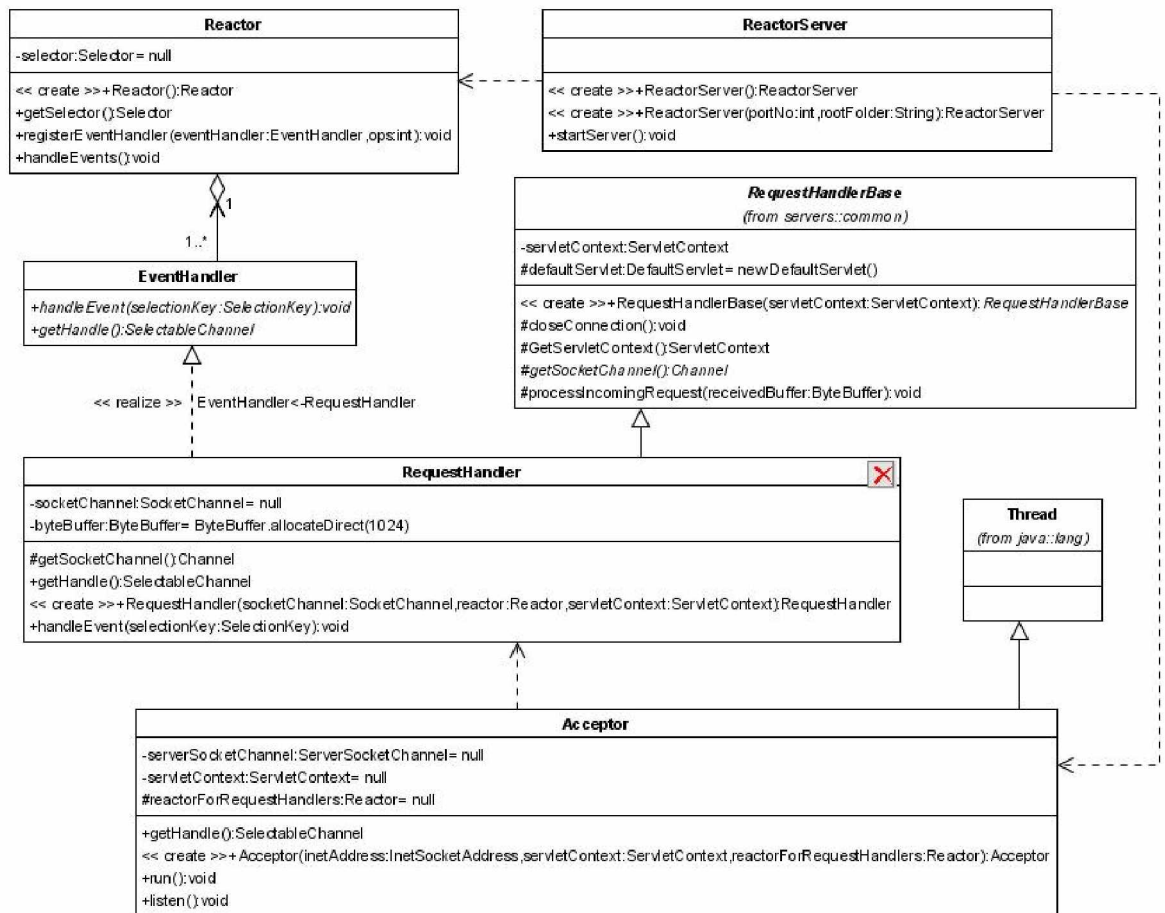 Reactor
-selector:Selector= null
<< create >>+Reactor():Reactor
+getSelector():Selector
+registerEventHandler(eventHandler:EventHandler,ops:int):void
+handleEvents():void
ReactorServer
<< create >>+ReactorServer():ReactorServer
<< create >>+ReactorServer(portNo:int,rootFolder:String):ReactorServer
+startServer():void
1
1..*
RequestHandlerBase
(from servers::common)
-servletContext:ServletContext
#defaultServlet:DefaultServlet= newDefaultServlet()
<< create >>+RequestHandlerBase(servletContext:ServletContext):RequestHandlerBase
#closeConnection():void
#GetServletContext():ServletContext
#getSocketChannel():Channel
#processIncomingRequest(receivedBuffer:ByteBuffer):void
EventHandler
+handleEvent(selectionKey:SelectionKey):void
+getHandle():SelectableChannel
<< realize >> EventHandler<-RequestHandler
RequestHandler
-socketChannel:SocketChannel= null
-byteBuffer:ByteBuffer= ByteBuffer.allocateDirect(1024)
#getSocketChannel():Channel
+getHandle():SelectableChannel
<< create >>+RequestHandler(socketChannel:SocketChannel,reactor:Reactor,servletContext:ServletContext):RequestHandler
+handleEvent(selectionKey:SelectionKey):void
Thread
(from java::lang)
Acceptor
-serverSocketChannel:ServerSocketChannel= null
-servletContext:ServletContext= null
#reactorForRequestHandlers:Reactor= null
+getHandle():SelectableChannel
<< create >>+Acceptor(inetAddress:InetSocketAddress,servletContext:ServletContext,reactorForRequestHandlers:Reactor):Acceptor
+run():void
+listen():void